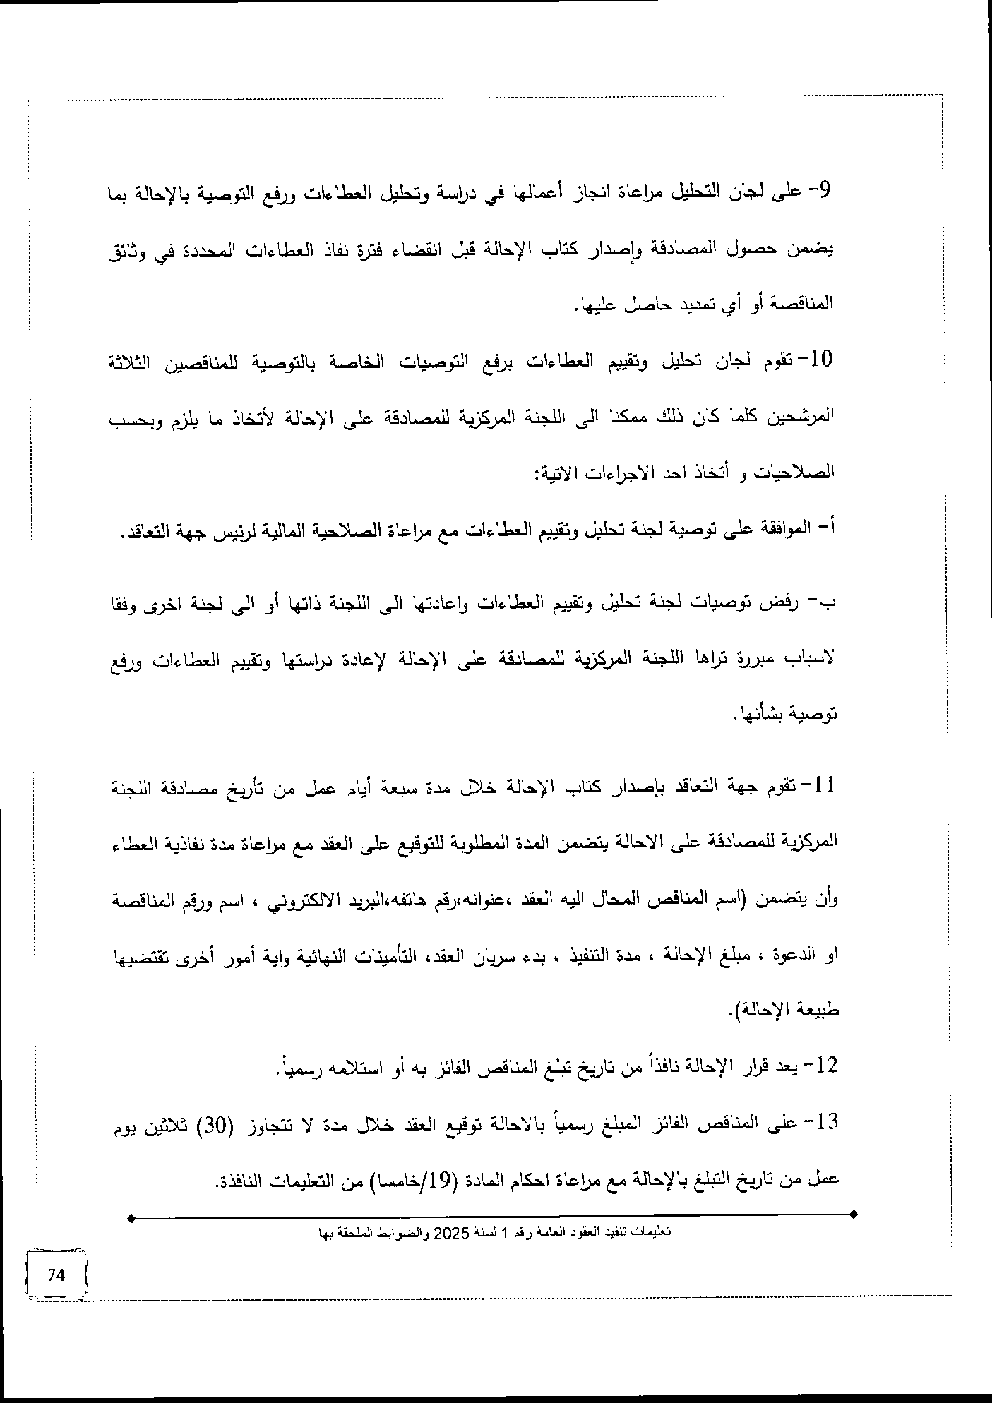 9- على لجان التحليل مراعاة انجاز أعمالها في دراسة وتحليل العطاءات ورفع التوصية بالإحالة بما
يضمن حصول المصادقة وإصدار كتاب الإحالة قبل انقضاء فترة نفاذ العطاءات المحددة في وثائق
المناقصة أو أي تمديد حاصل عليها.
10- تقوم لجان تحليل وتقييم العطاءات برفع التوصيات الخاصة بالتوصية للمناقصين الثلاثة
المرشحين كلما كان ذلك ممكنا الى اللجنة المركزية للمصادقة على الإحالة لأتخاذ ما يلزم وبحسب
الصلاحيات و أتخاذ احد الاجراءات الاتية:
أ- الموافقة على توصية لجنة تحليل وتقييم العطاءات مع مراعاة الصلاحية المالية لرئيس جهة التعاقد.
ب- رفض توصيات لجنة تحليل وتقييم العطاءات واعادتها الى اللجنة ذاتها أو الى لجنة اخرى وفقا
لاسباب مبررة تراها اللجنة المركزية للمصادقة على الإحالة لإعادة دراستها وتقييم العطاءات ورفع
توصية بشأنها.
11- تقوم جهة التعاقد بإصدار كتاب الإحالة خلال مدة سبعة أيام عمل من تأريخ مصادقة اللجنة
المركزية للمصادقة على الاحالة يتضمن المدة المطلوبة للتوقيع على العقد مع مراعاة مدة نفاذية العطاء
وأن يتضمن (اسم المناقص المحال اليه العقد ،عنوانه،رقم هاتفه،البريد الالكتروني ، اسم ورقم المناقصة
او الدعوة ، مبلغ الإحالة ، مدة التنفيذ ، بدء سريان العقد، التأمينات النهائية واية أمور أخرى تقتضيها
طبيعة الإحالة).
12- يعد قرار الإحالة نافذاً من تاريخ تبلغ المناقص الفائز به أو استلامه رسمياً.
13- على المناقص الفائز المبلغ رسمياً بالاحالة توقيع العقد خلال مدة لا تتجاوز (30) ثلاثين يوم
عمل من تاريخ التبلغ بالإحالة مع مراعاة احكام المادة (19/خامسا) من التعليمات النافذة.
تعليمات تنفيذ العقود العامة رقم 1 لسنة 2025 والضوابط الملحقة بها
74